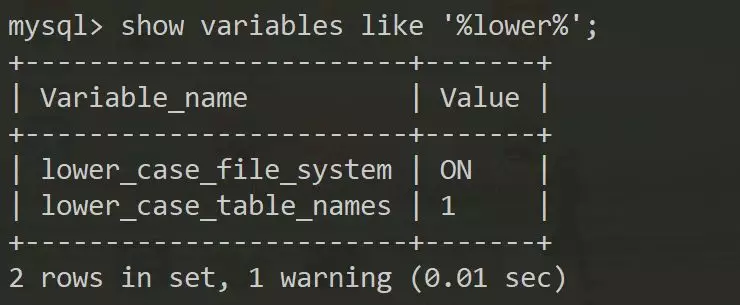 mysql> show variables like '%lower%';
+------------------------+-------+
| Variable_name          | Value |
+------------------------+-------+
| lower_case_file_system | ON    |
| lower_case_table_names | 1     |
+------------------------+-------+
2 rows in set, 1 warning (0.01 sec)